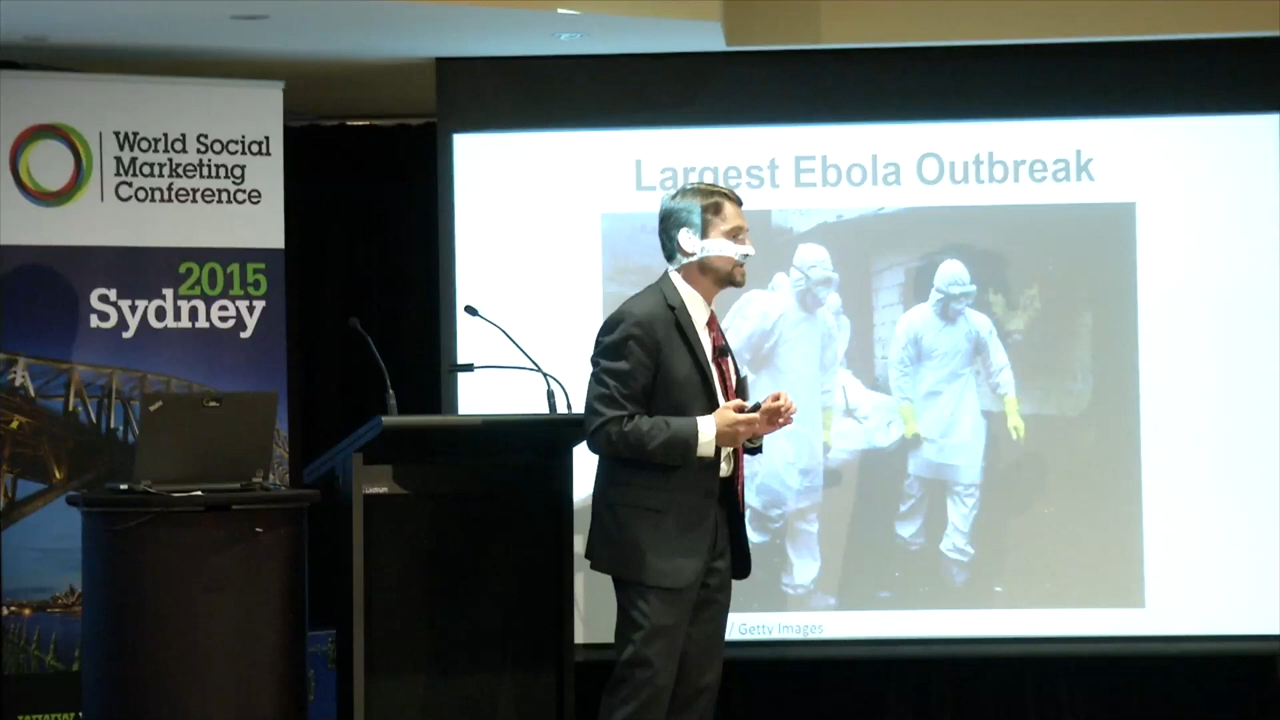 World Social
Marketing
Conference
2015
Sydney
Largest Ebola Outbreak
/ Getty Images